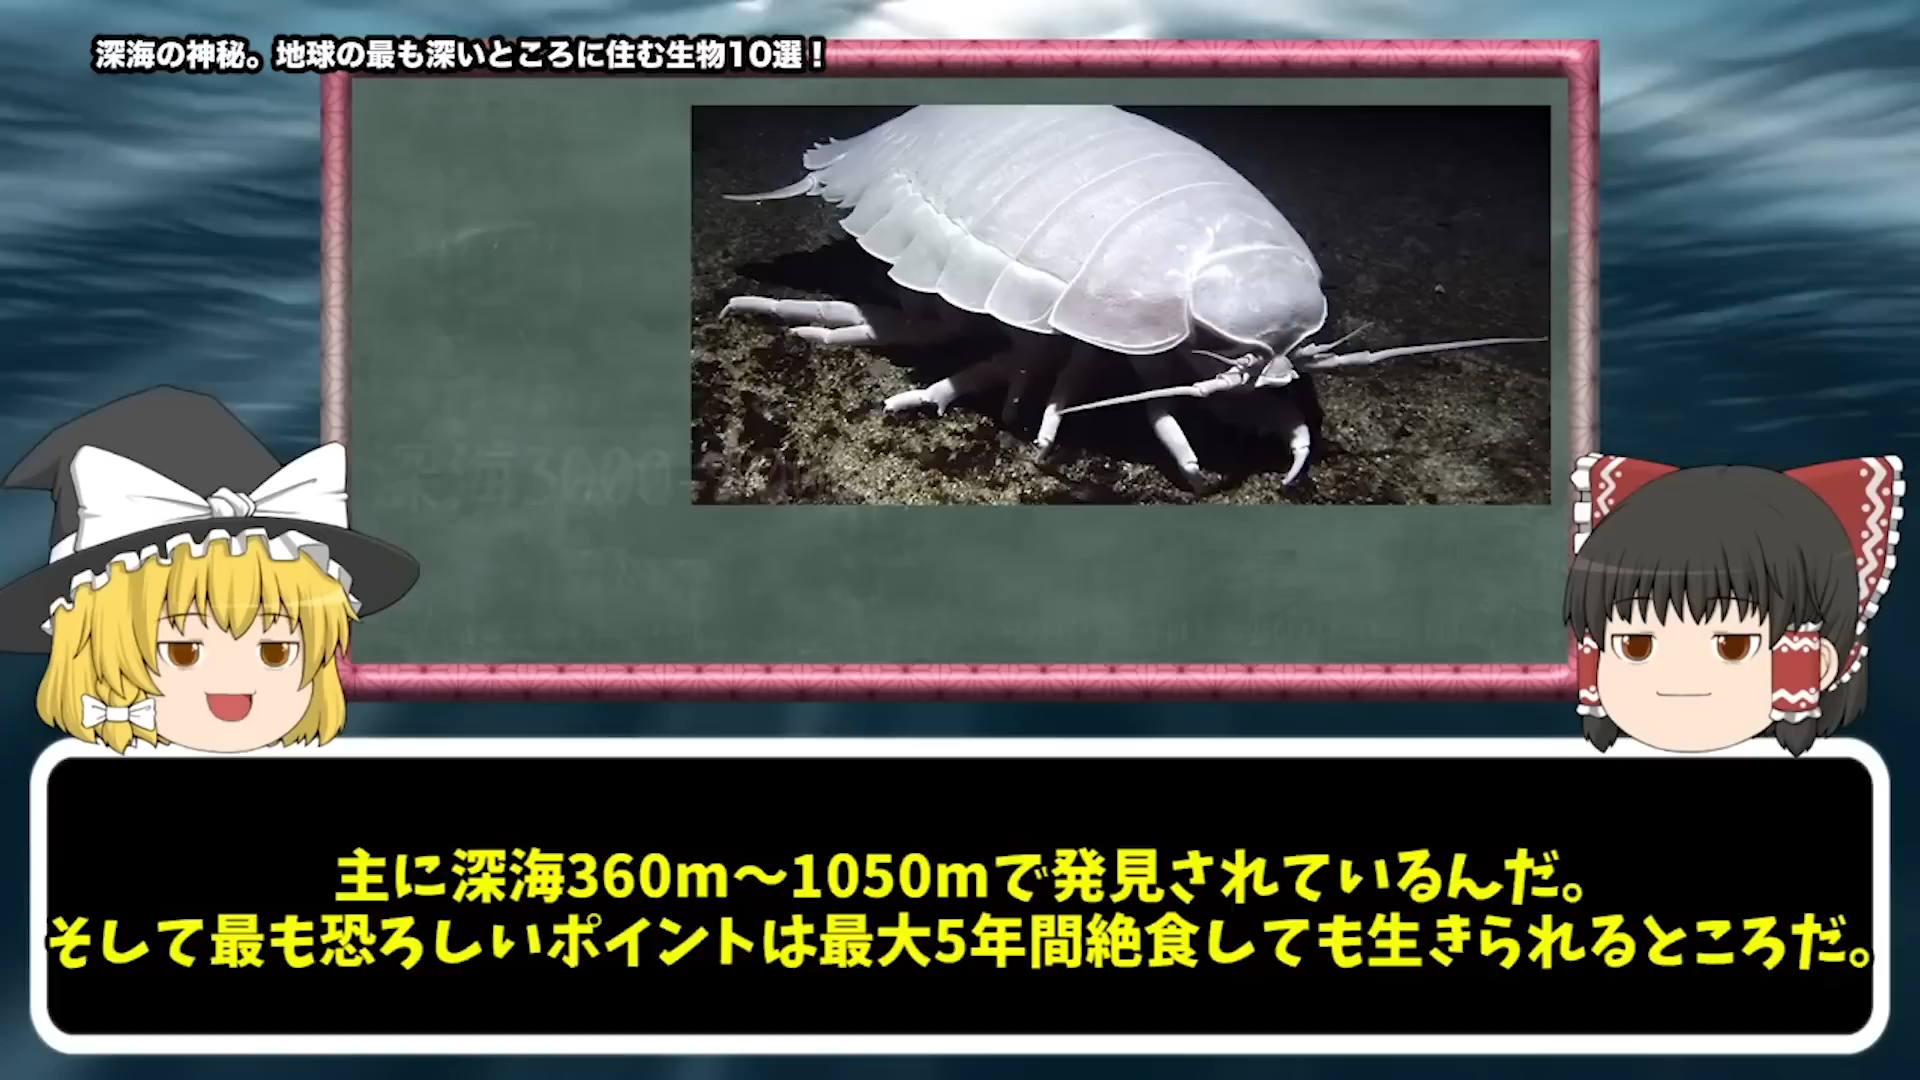 深海の神秘。地球の最も深いところに住む生物10選！
主に深海360m～1050mで発見されているんだ。
そして最も恐ろしいポイントは最大5年間絶食しても生きられるところだ。